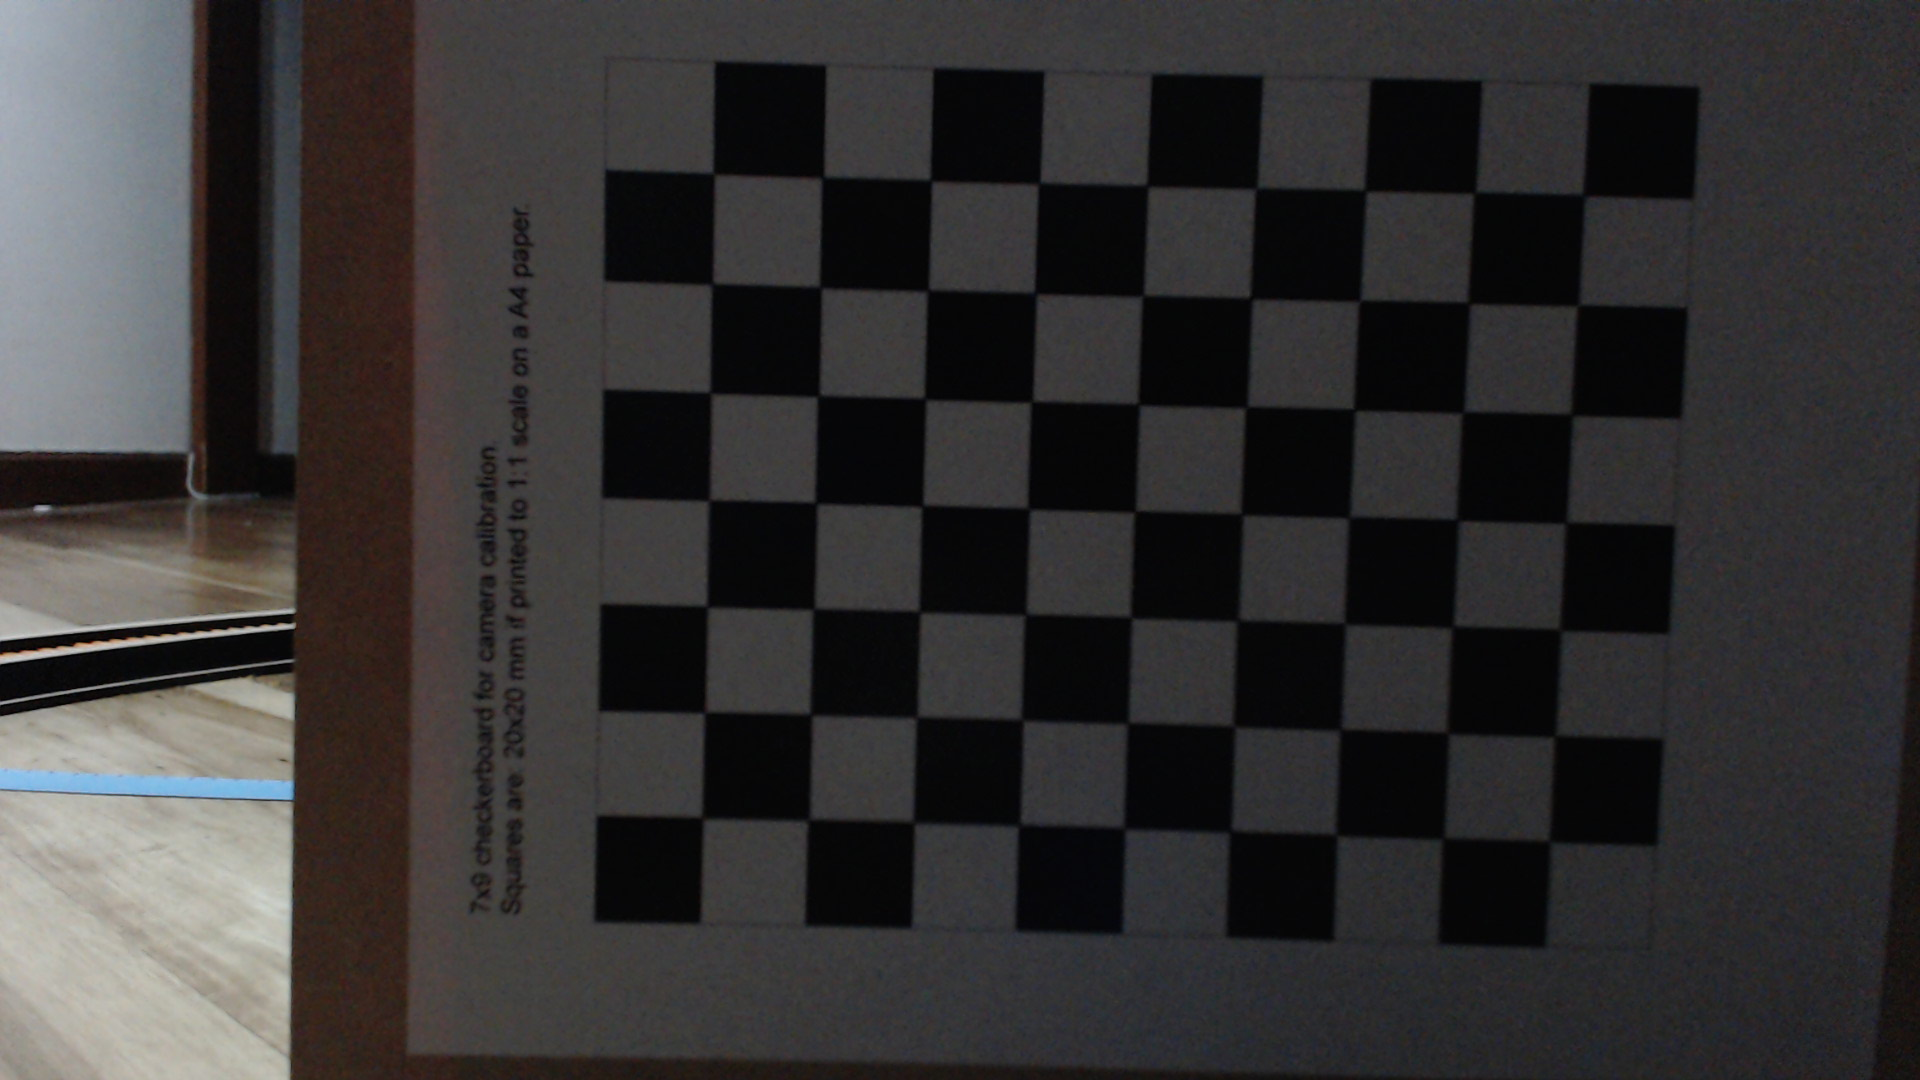 7x9 checkerboard for camera calibration
Squares are: 20x20 mm if printed to 1:1 scale on a A4 paper.